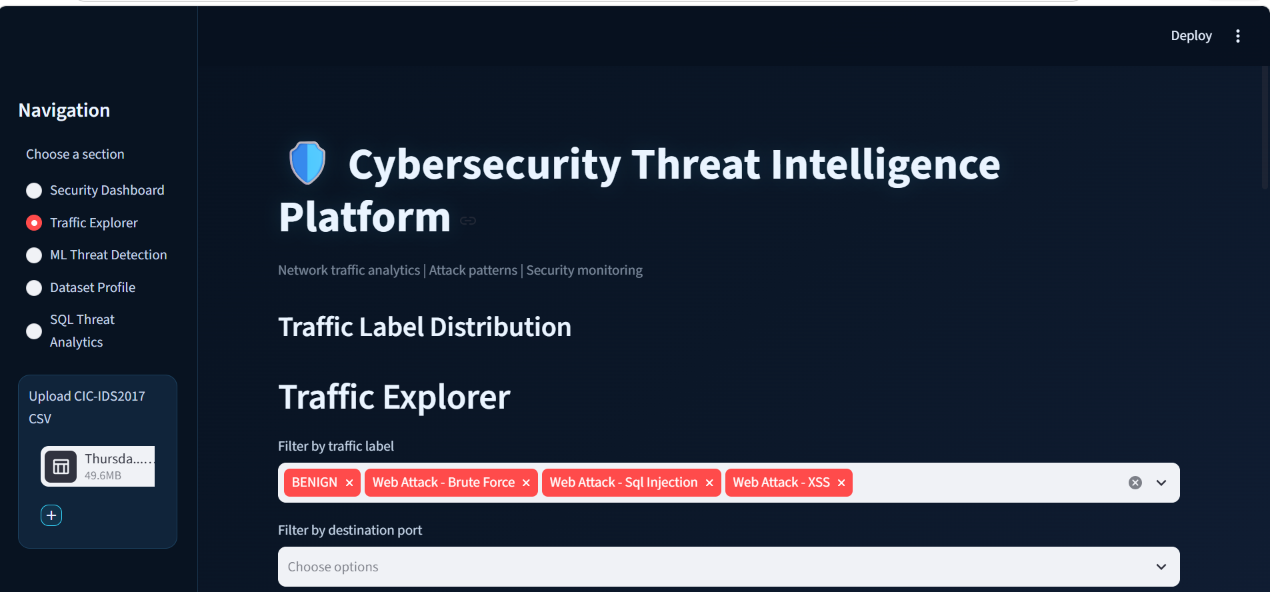 Deploy
Navigation
Choose a section
Security Dashboard
Traffic Explorer
ML Threat Detection
Dataset Profile
SQL Threat
Analytics
Upload CIC-IDS2017
CSV
Thursda......
49.6MB
Cybersecurity Threat Intelligence
Platform
Network traffic analytics | Attack patterns | Security monitoring
Traffic Label Distribution
Traffic Explorer
Filter by traffic label
BENIGN × Web Attack - Brute Force × Web Attack - Sql Injection × Web Attack - XSS ×
Filter by destination port
Choose options